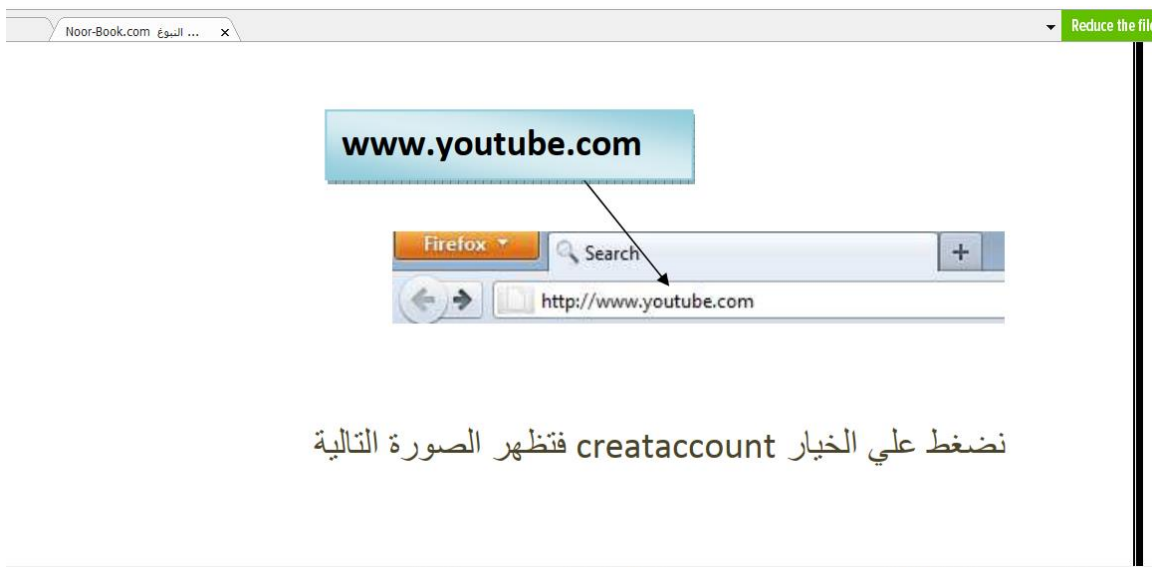 Noor-Book.com النبوغ ...
Reduce the file
www.youtube.com
Firefox
Search
http://www.youtube.com
نضغط علي الخيار creataccount فتظهر الصورة التالية